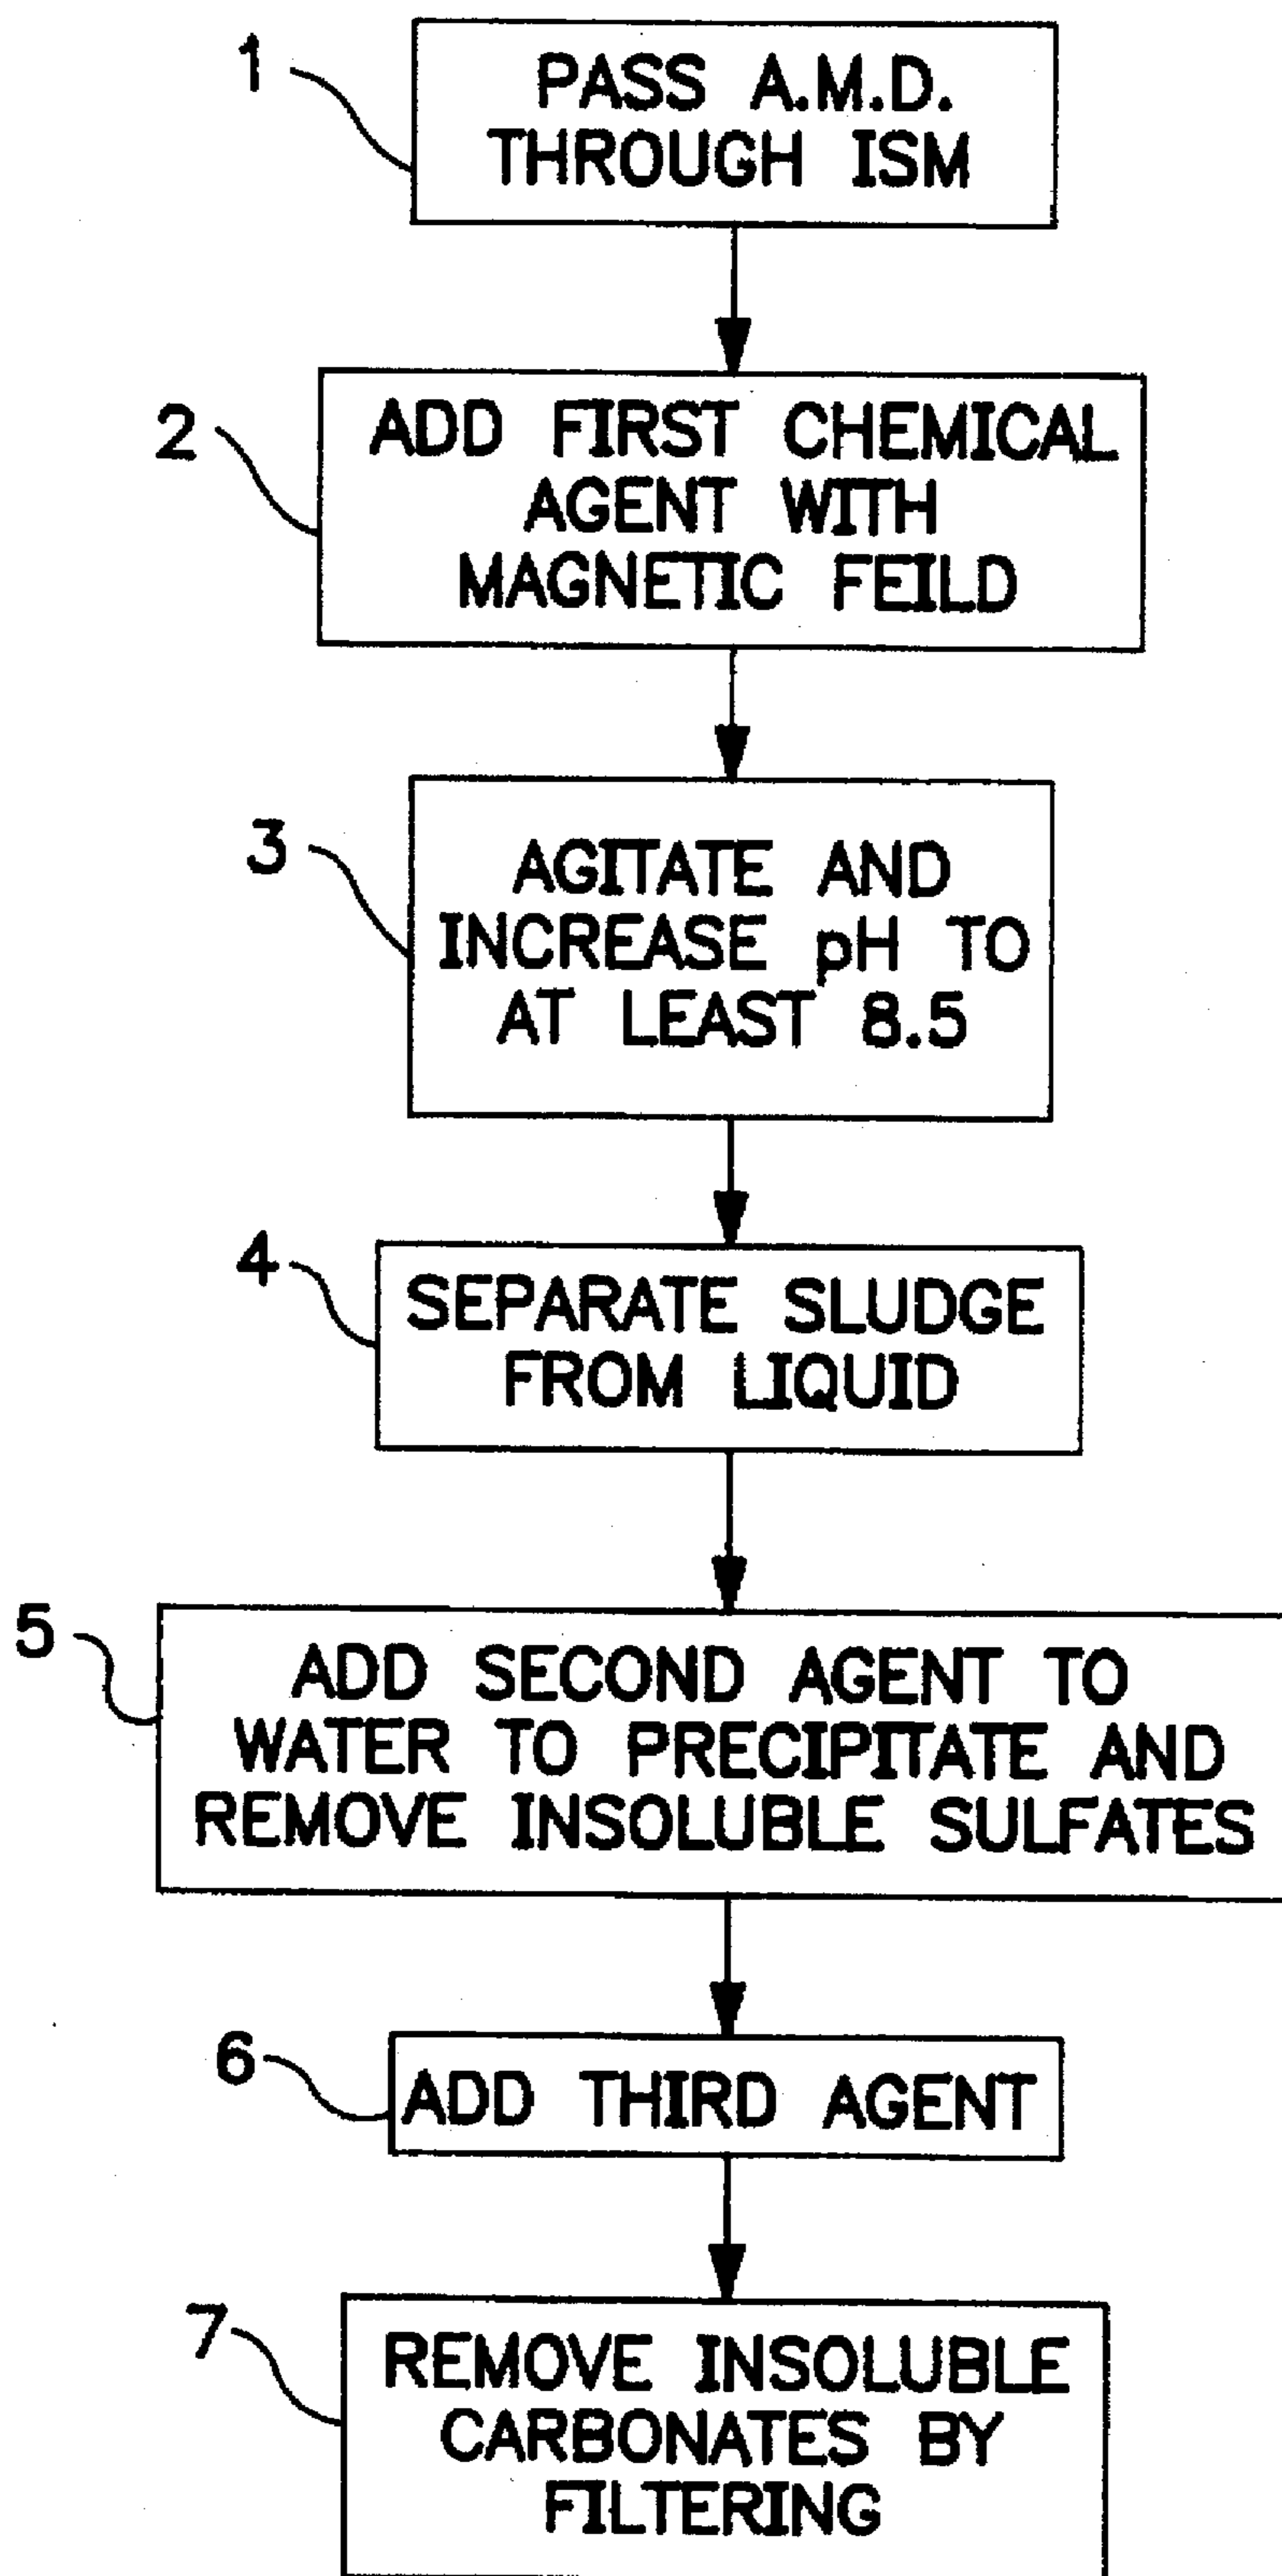 1
PASS A.M.D.
THROUGH ISM
2
ADD FIRST CHEMICAL
AGENT WITH
MAGNETIC FEILD
3
AGITATE AND
INCREASE pH TO
AT LEAST 8.5
4
SEPARATE SLUDGE
FROM LIQUID
5
ADD SECOND AGENT TO
WATER TO PRECIPITATE AND
REMOVE INSOLUBLE SULFATES
6
ADD THIRD AGENT
7
REMOVE INSOLUBLE
CARBONATES BY
FILTERING